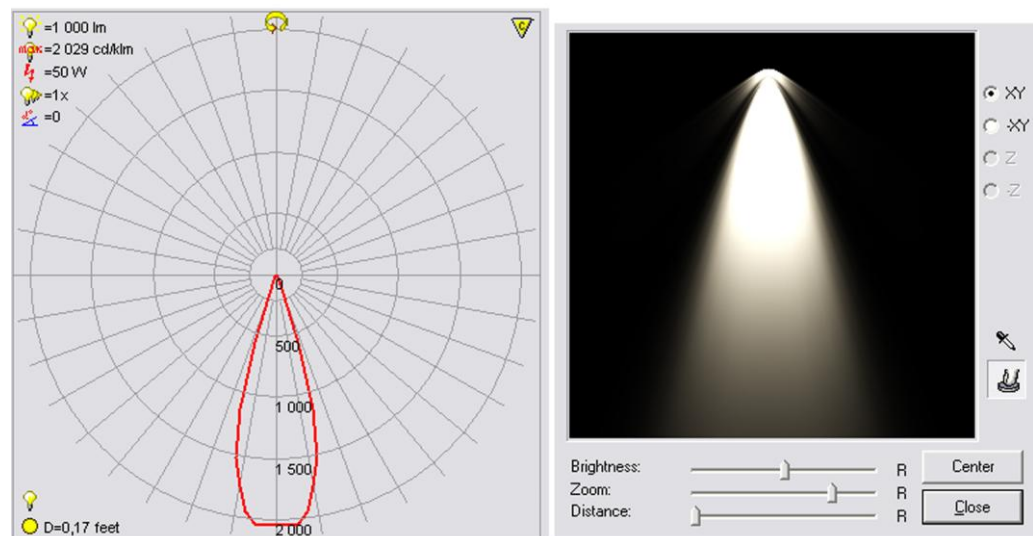 =1 000 lm
max=2 029 cd/klm
=50 W
=1x
=0
C
0
500
1 000
1 500
2 000
D=0,17 feet
XY
-XY
Z
-Z
Brightness: R
Zoom: R
Distance: R
Center
Close